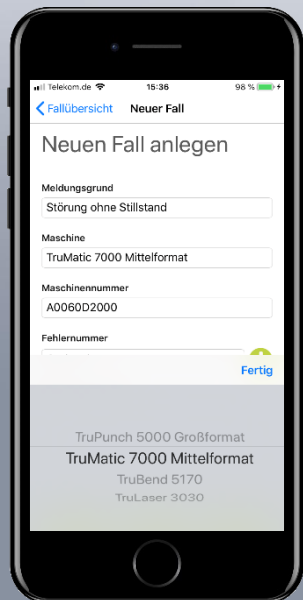 Telekom.de 15:36 98 %
Fallübersicht Neuer Fall
Neuen Fall anlegen
Meldungsgrund
Störung ohne Stillstand
Maschine
TruMatic 7000 Mittelformat
Maschinennummer
A0060D2000
Fehlernummer
Fertig
TruPunch 5000 Großformat
TruMatic 7000 Mittelformat
TruBend 5170
TruLaser 3030